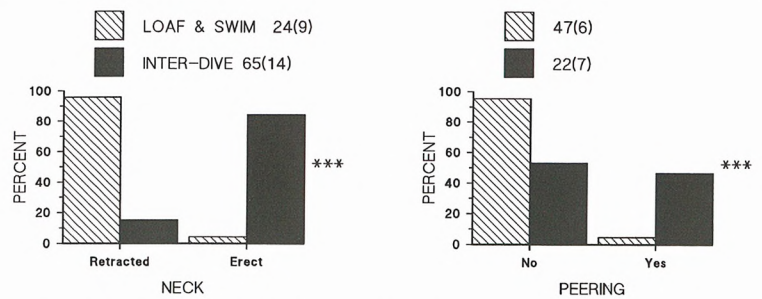 LOAF & SWIM 24(9)
INTER-DIVE 65(14)
100
80
60
40
20
0
PERCENT
Retracted Erect
NECK
***
47(6)
22(7)
100
80
60
40
20
0
PERCENT
No Yes
PEERING
***